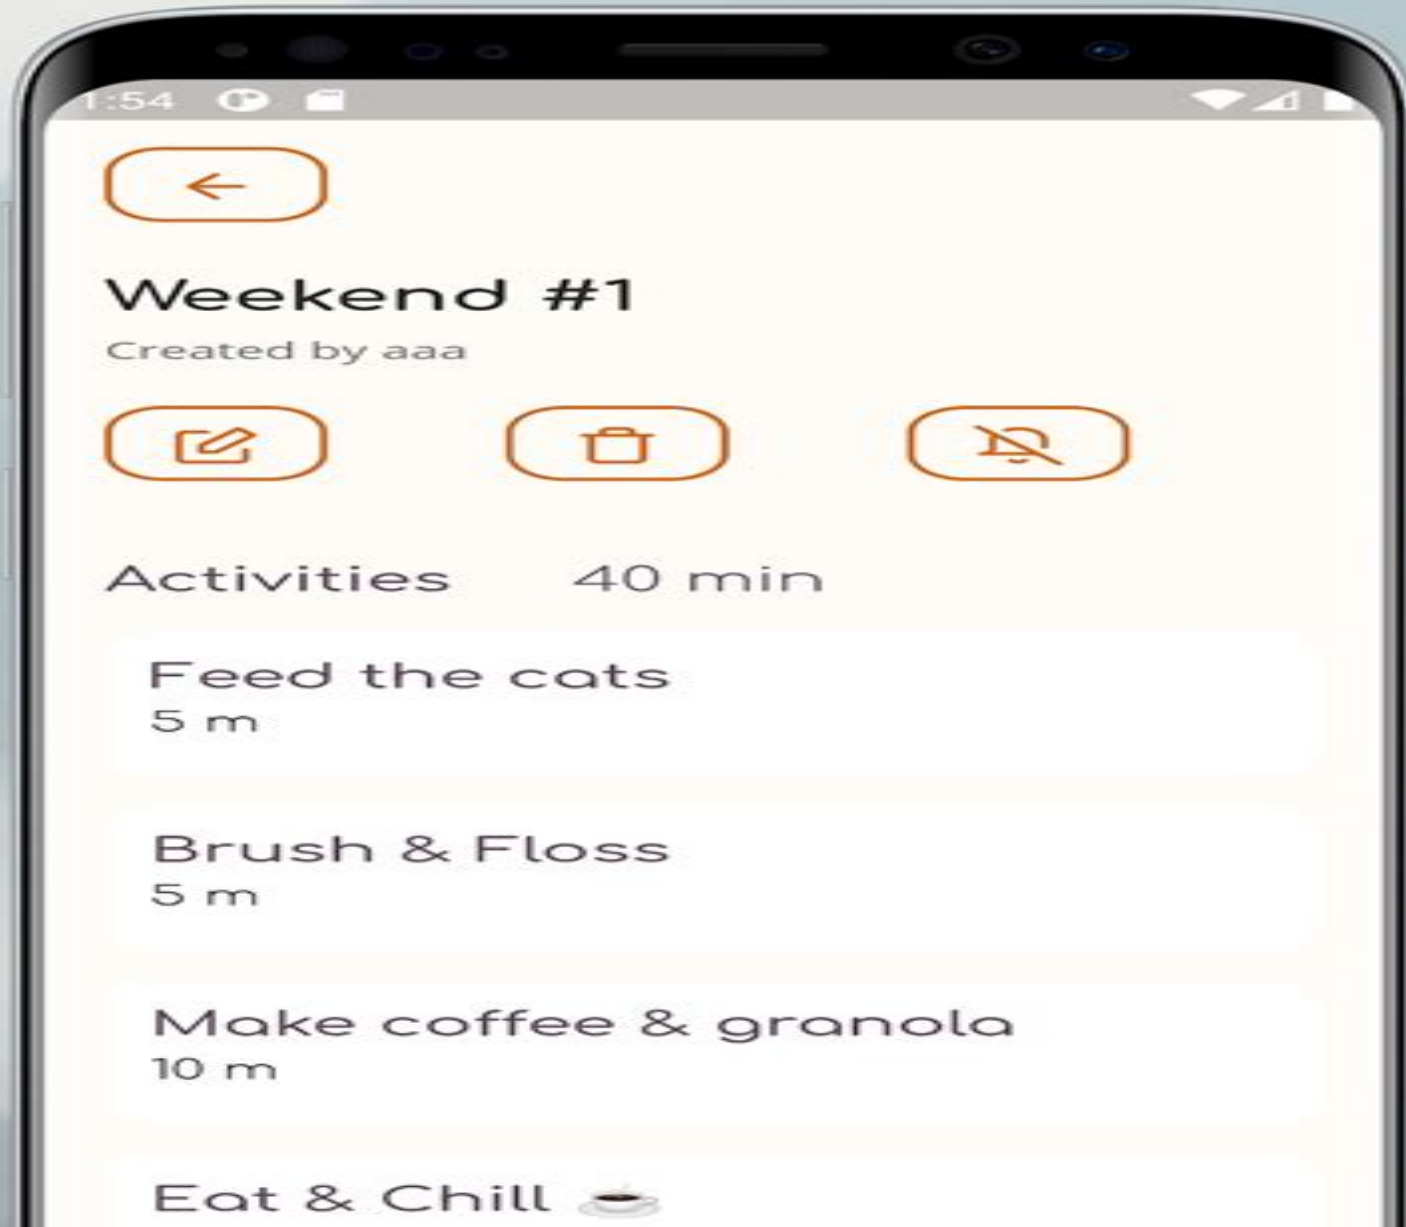 1:54
Weekend #1
Created by aaa
Activities 40 min
Feed the cats
5 m
Brush & Floss
5 m
Make coffee & granola
10 m
Eat & Chill ☕